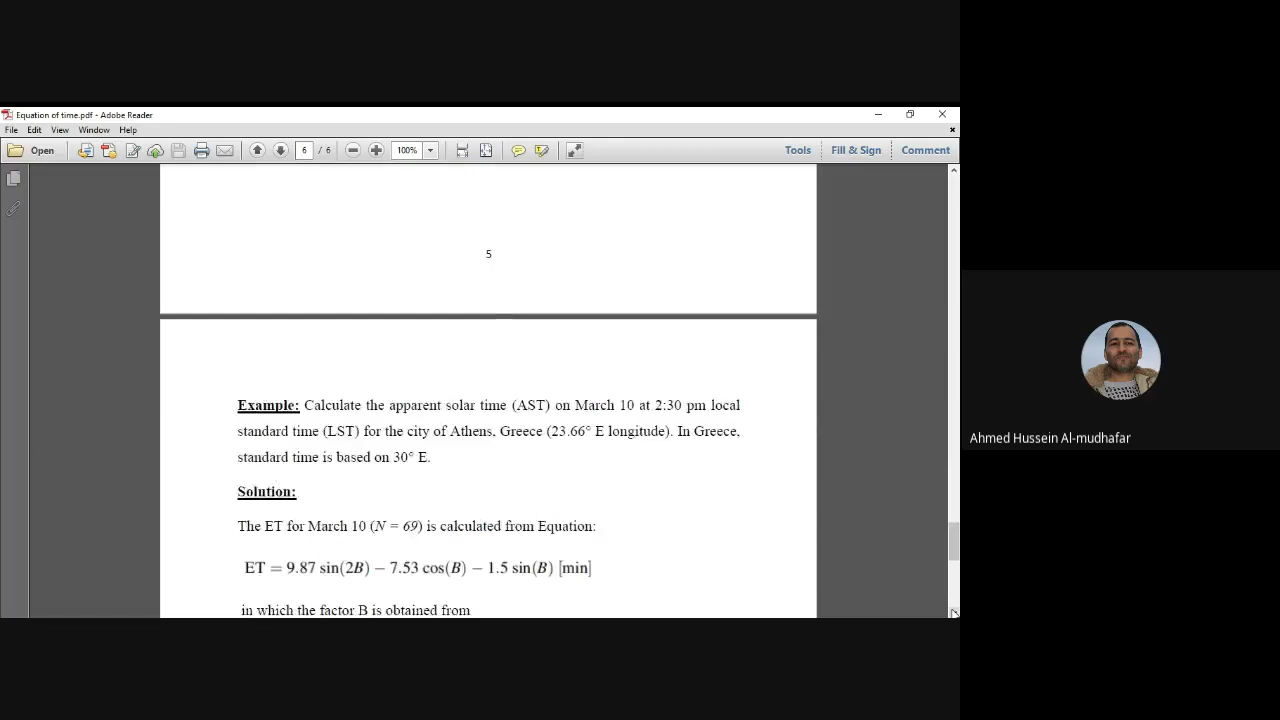 Equation of time.pdf - Adobe Reader
File Edit View Window Help
Open 6 / 6 100% Tools Fill & Sign Comment
5
Example: Calculate the apparent solar time (AST) on March 10 at 2:30 pm local
standard time (LST) for the city of Athens, Greece (23.66° E longitude). In Greece,
standard time is based on 30° E.
Solution:
The ET for March 10 (N = 69) is calculated from Equation:
ET = 9.87 sin(2B) − 7.53 cos(B) − 1.5 sin(B) [min]
in which the factor B is obtained from
Ahmed Hussein Al-mudhafar